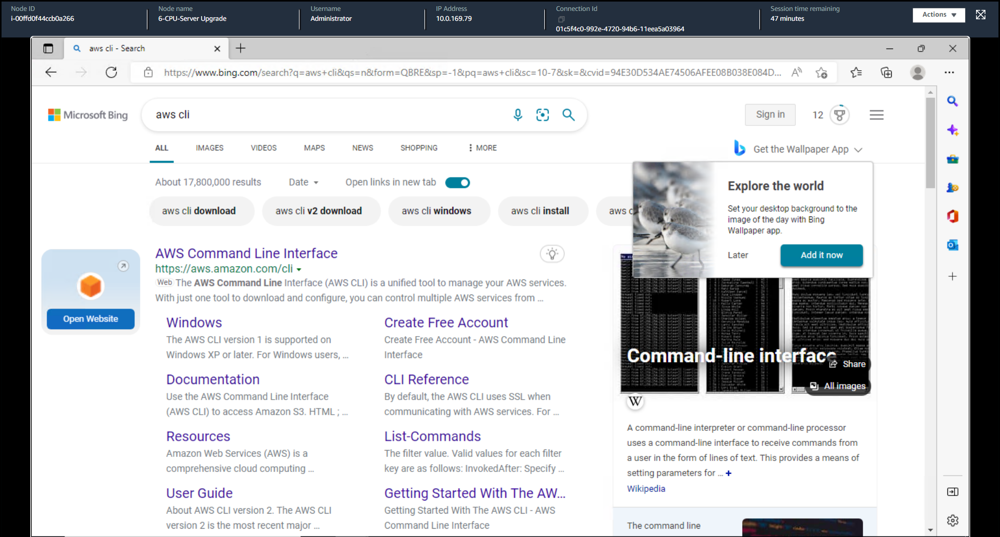 Node ID
i-00ffd0f44ccb0a266
Node name
6-CPU-Server Upgrade
Username
Administrator
IP Address
10.0.169.79
Connection Id
01c5f4c0-992e-4720-94b6-11eea5a03964
Session time remaining
47 minutes
Actions
aws cli - Search
https://www.bing.com/search?q=aws+cli&qs=n&form=QBRE&sp=-1&pq=aws+cli&sc=10-7&sk=&cvid=94E30D534AE74506AFEE08B038E084D...
Microsoft Bing
aws cli
Sign in
12
ALL
IMAGES
VIDEOS
MAPS
NEWS
SHOPPING
MORE
Get the Wallpaper App
About 17,800,000 results
Date
Open links in new tab
aws cli download
aws cli v2 download
aws cli windows
aws cli install
aws c
Explore the world
Set your desktop background to the
image of the day with Bing
Wallpaper app.
Later
Add it now
Open Website
AWS Command Line Interface
https://aws.amazon.com/cli
Web The AWS Command Line Interface (AWS CLI) is a unified tool to manage your AWS services.
With just one tool to download and configure, you can control multiple AWS services from ...
Windows
The AWS CLI version 1 is supported on
Windows XP or later. For Windows users, ...
Create Free Account
Create Free Account - AWS Command Line
Interface
Documentation
Use the AWS Command Line Interface
(AWS CLI) to access Amazon S3. HTML ; ...
CLI Reference
By default, the AWS CLI uses SSL when
communicating with AWS services. For ...
Resources
Amazon Web Services (AWS) is a
comprehensive cloud computing ...
List-Commands
The filter value. Valid values for each filter
key are as follows: InvokedAfter: Specify ...
User Guide
About AWS CLI version 2. The AWS CLI
version 2 is the most recent major ...
Getting Started With The AW...
Getting Started With The AWS CLI - AWS
Command Line Interface
Command-line interface
Share
All images
W
A command-line interpreter or command-line processor
uses a command-line interface to receive commands from
a user in the form of lines of text. This provides a means of
setting parameters for ... +
Wikipedia
The command line